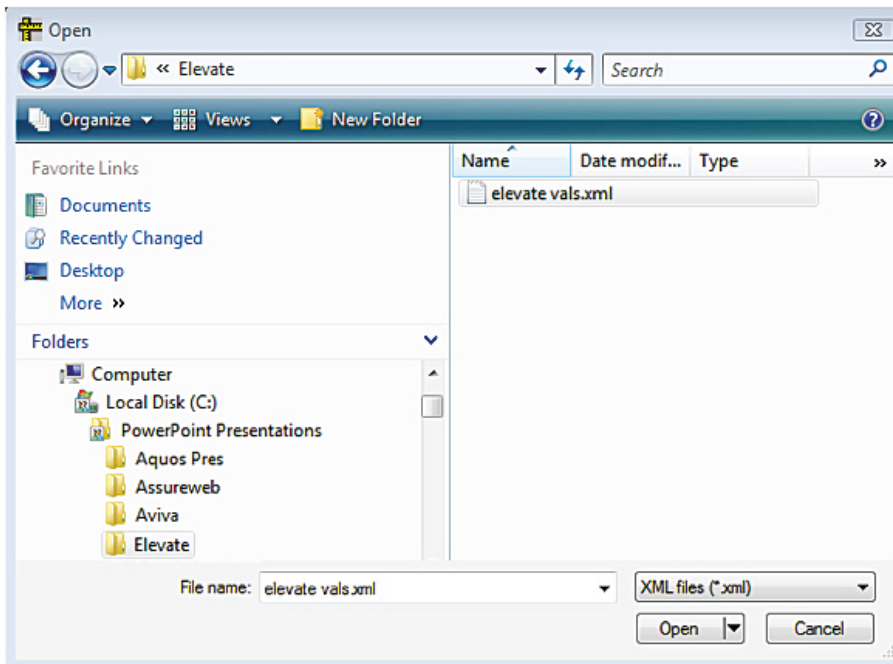 Open
« Elevate
Search
Organize Views New Folder
Favorite Links
Documents
Recently Changed
Desktop
More »
Folders
Computer
Local Disk (C:)
PowerPoint Presentations
Aquos Pres
Assureweb
Aviva
Elevate
Name Date modif... Type »
elevate vals.xml
File name: elevate vals.xml XML files (*.xml)
Open Cancel